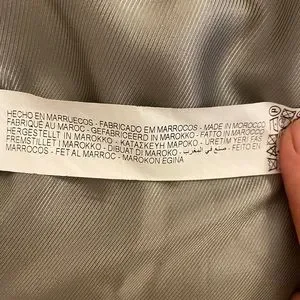 HECHO EN MARRUECOS - FABRICADO EM MARROCOS - MADE IN MOROCCO
FABRIQUÉ AU MAROC - GEFABRICEERD IN MAROKKO - FATTO IN MAROCCO
HERGESTELLT IN MAROKKO - ΚΑΤΑΣΚΕΥΗ ΜΑΡΟΚΟ - URETIM YERI FAS
FREMSTILLET I MAROKKO - DIBUAT DI MAROKO - صنع في المغرب - FEITO EN
MARROCOS - FET AL MARROC - MAROKON EGINA